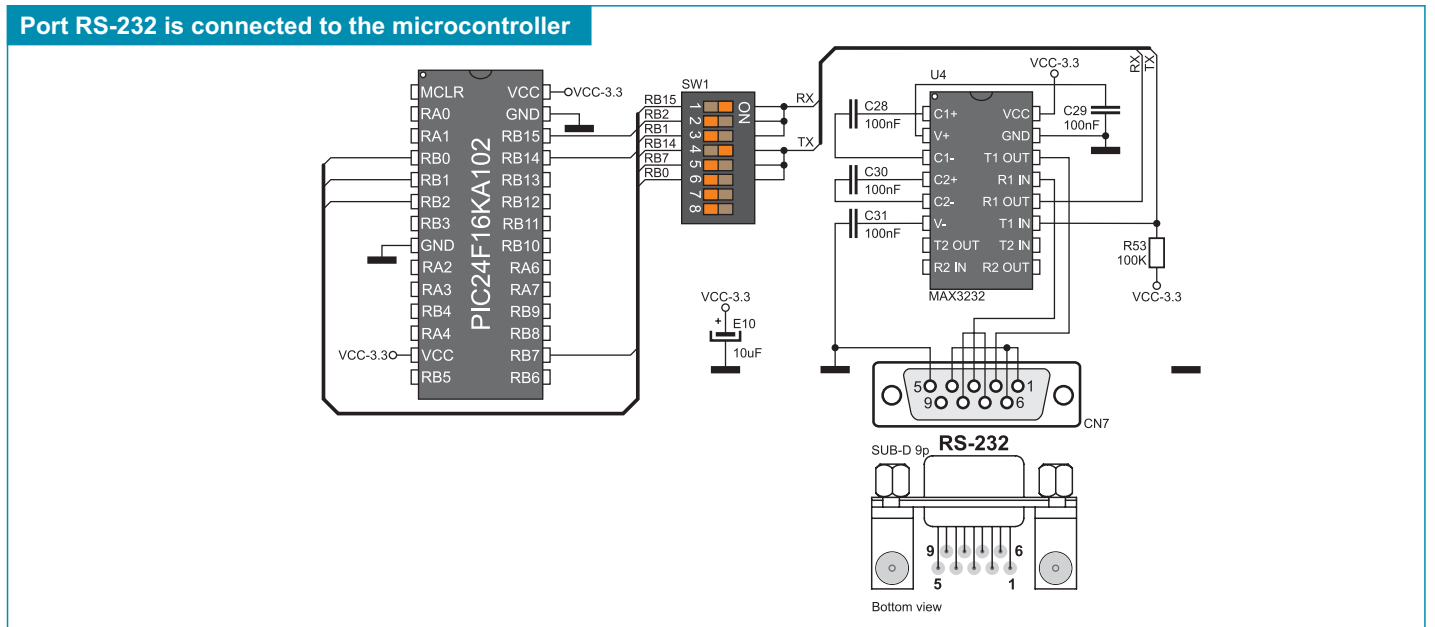 Port RS-232 is connected to the microcontroller
MCLR
RA0
RA1
RB0
RB1
RB2
RB3
GND
RA2
RA3
RB4
RA4
VCC
RB5
VCC-3.3
PIC24F16KA102
VCC
GND
RB15
RB14
RB13
RB12
RB11
RB10
RA6
RA7
RB9
RB8
RB7
RB6
VCC-3.3
SW1
RB15
RB2
RB1
RB14
RB7
RB0
1
2
3
4
5
6
7
8
ON
RX
TX
VCC-3.3
E10
+
10uF
C28
100nF
C30
100nF
C31
100nF
U4
C1+
V+
C1-
C2+
C2-
V-
T2 OUT
R2 IN
VCC
GND
T1 OUT
R1 IN
R1 OUT
T1 IN
T2 IN
R2 OUT
MAX3232
VCC-3.3
C29
100nF
RX
TX
R53
100K
VCC-3.3
5
1
9
6
CN7
SUB-D 9p
RS-232
9
6
5
1
Bottom view